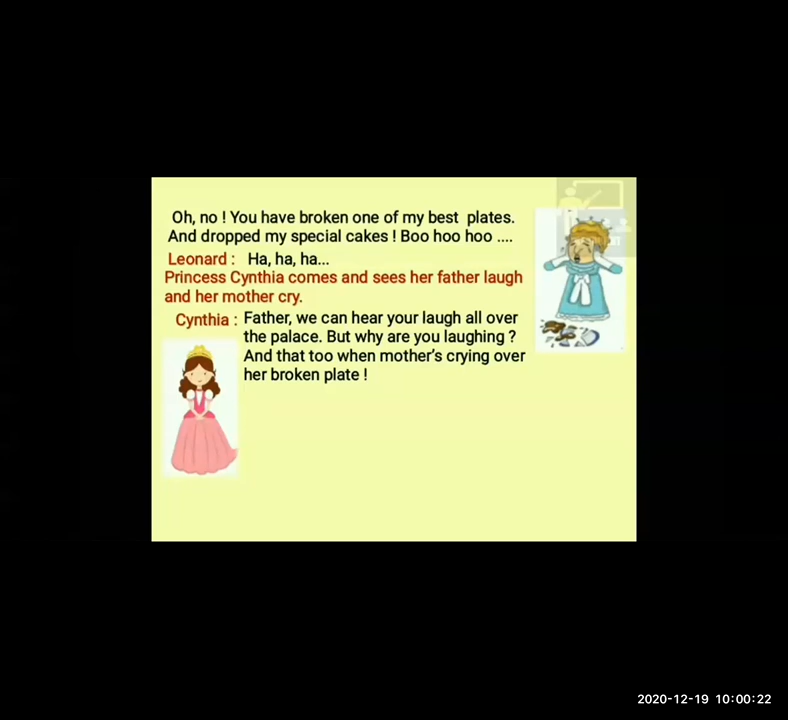 Oh, no ! You have broken one of my best plates.
And dropped my special cakes ! Boo hoo hoo ....
Leonard : Ha, ha, ha...
Princess Cynthia comes and sees her father laugh
and her mother cry.
Cynthia : Father, we can hear your laugh all over
the palace. But why are you laughing ?
And that too when mother's crying over
her broken plate !
2020-12-19 10:00:22